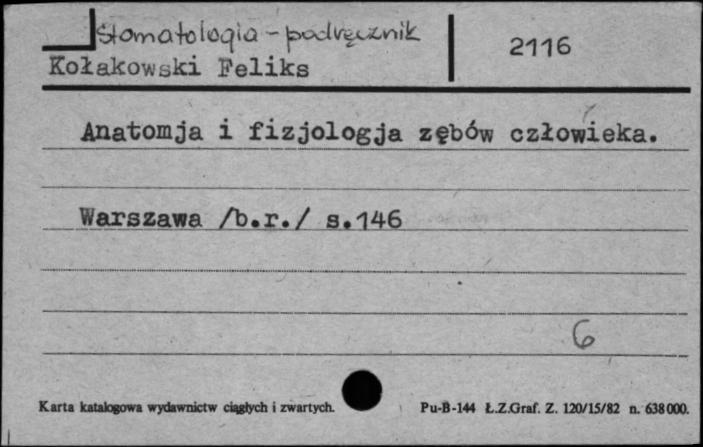 Stomatologia - podręcznik
2116
Kołakowski Feliks
Anatomja i fizjologja zębów człowieka.
Warszawa /b.r./ s.146
6
Karta katalogowa wydawnictw ciągłych i zwartych.
Pu-B-144 Ł.Z.Graf. Z. 120/15/82 n. 638000.